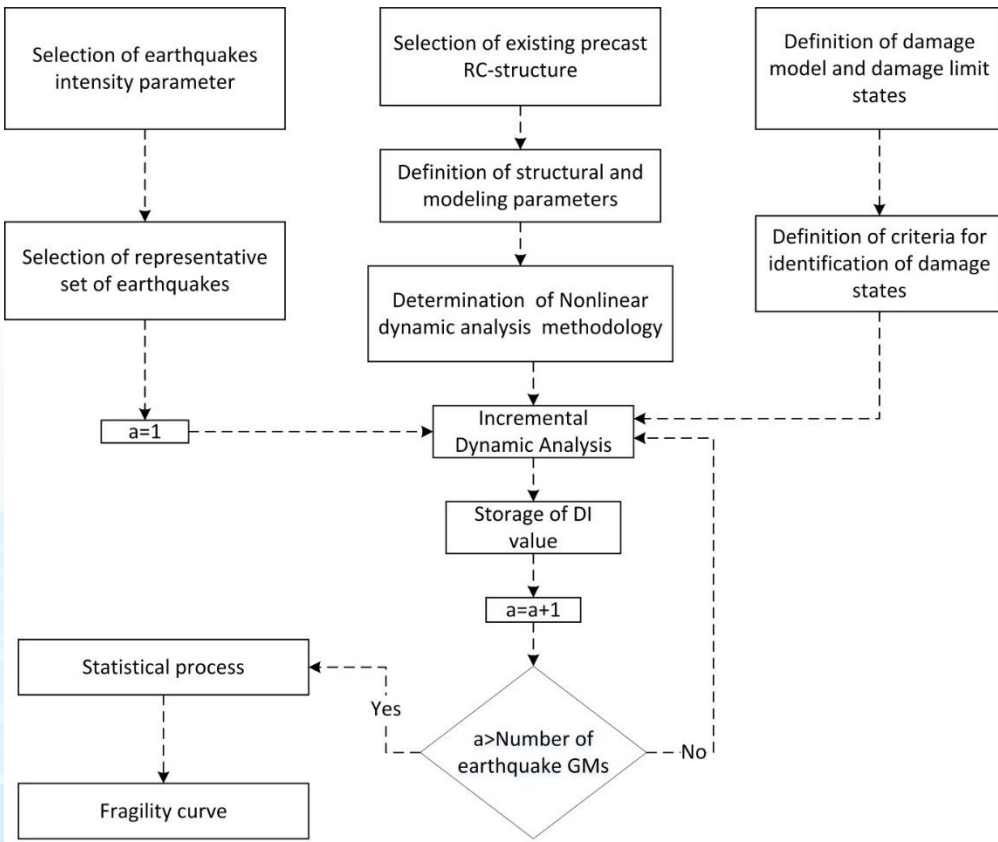 Selection of earthquakes
intensity parameter
Selection of existing precast
RC-structure
Definition of damage
model and damage limit
states
Definition of structural and
modeling parameters
Selection of representative
set of earthquakes
Definition of criteria for
identification of damage
states
Determination of Nonlinear
dynamic analysis methodology
a=1
Incremental
Dynamic Analysis
Storage of DI
value
a=a+1
Statistical process
Yes
a>Number of
earthquake GMs
No
Fragility curve